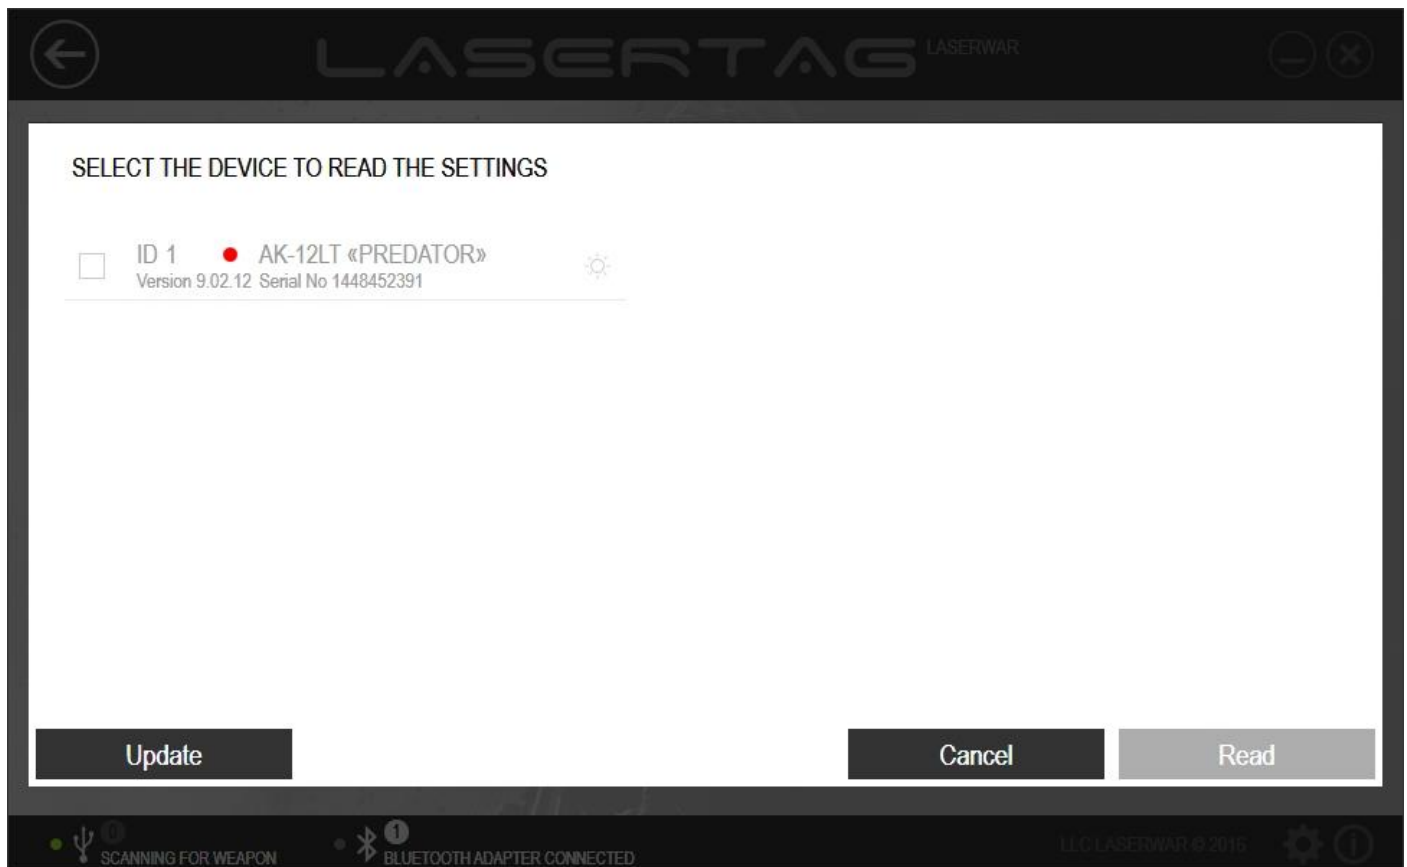 LASERTAG LASERWAR
SELECT THE DEVICE TO READ THE SETTINGS
ID 1 AK-12LT «PREDATOR»
Version 9.02.12 Serial No 1448452391
Update Cancel Read
0 1
SCANNING FOR WEAPON BLUETOOTH ADAPTER CONNECTED LLC LASERWAR © 2016